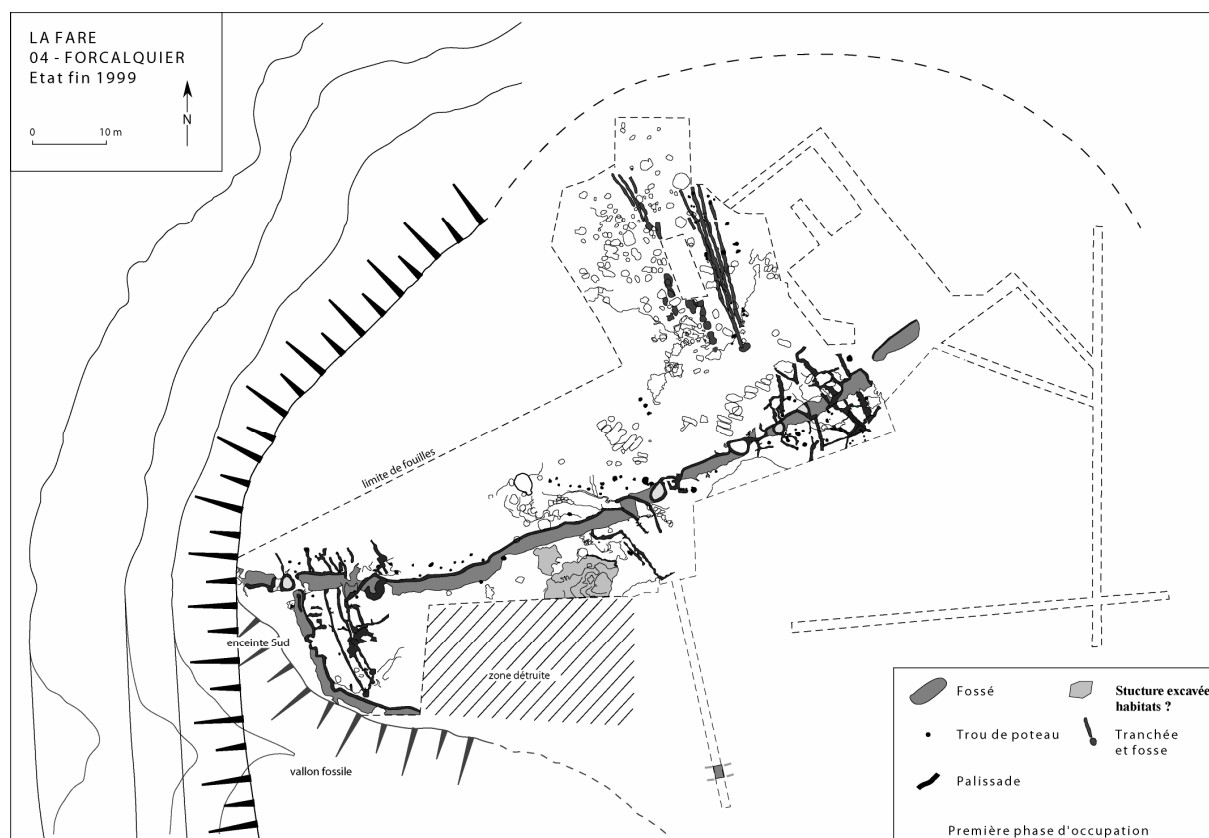 LA FARE
04 - FORCALQUIER
Etat fin 1999
0 10 m
N
limite de fouilles
enceinte Sud
zone détruite
vallon fossile
Fossé
Stucture excavée
habitats ?
Trou de poteau
Tranchée
et fosse
Palissade
Première phase d'occupation